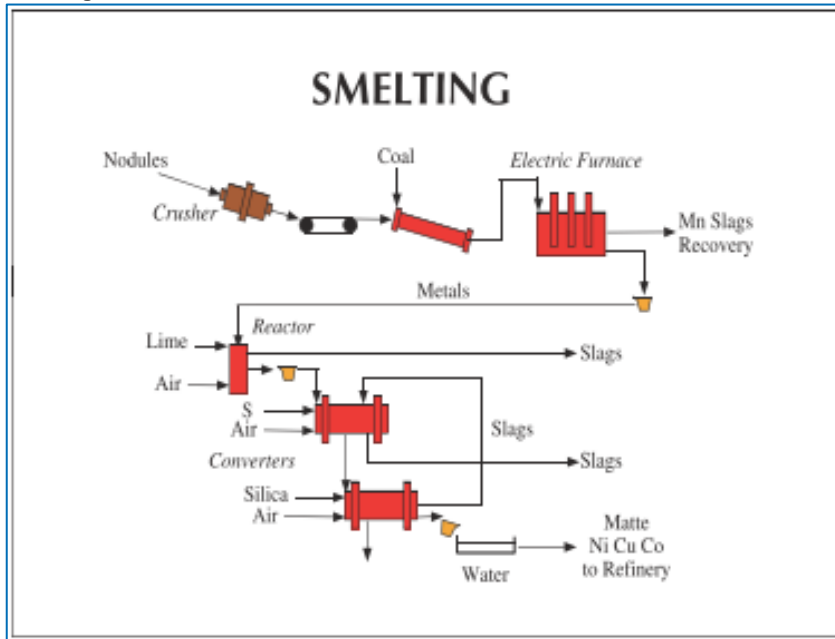 SMELTING
Nodules
Coal
Electric Furnace
Crusher
Mn Slags
Recovery
Metals
Reactor
Lime
Slags
Air
S
Air
Slags
Converters
Slags
Silica
Air
Matte
Ni Cu Co
to Refinery
Water